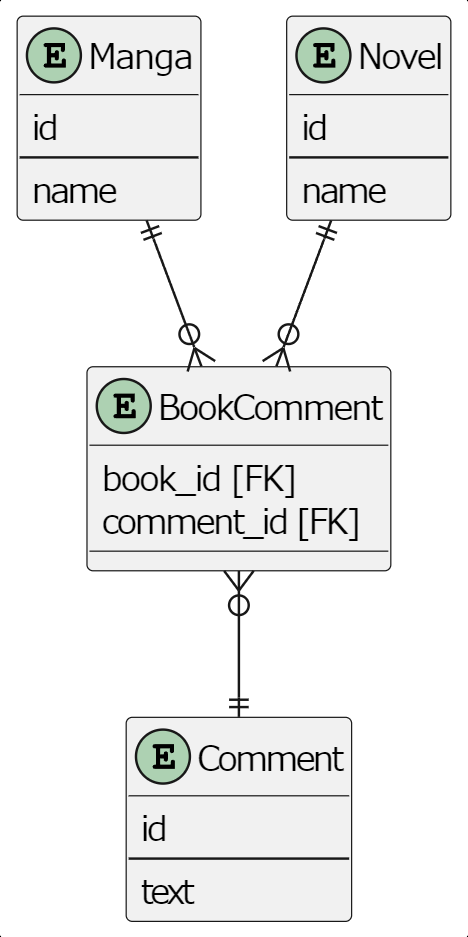 E Manga
id
name
E Novel
id
name
E BookComment
book_id [FK]
comment_id [FK]
E Comment
id
text